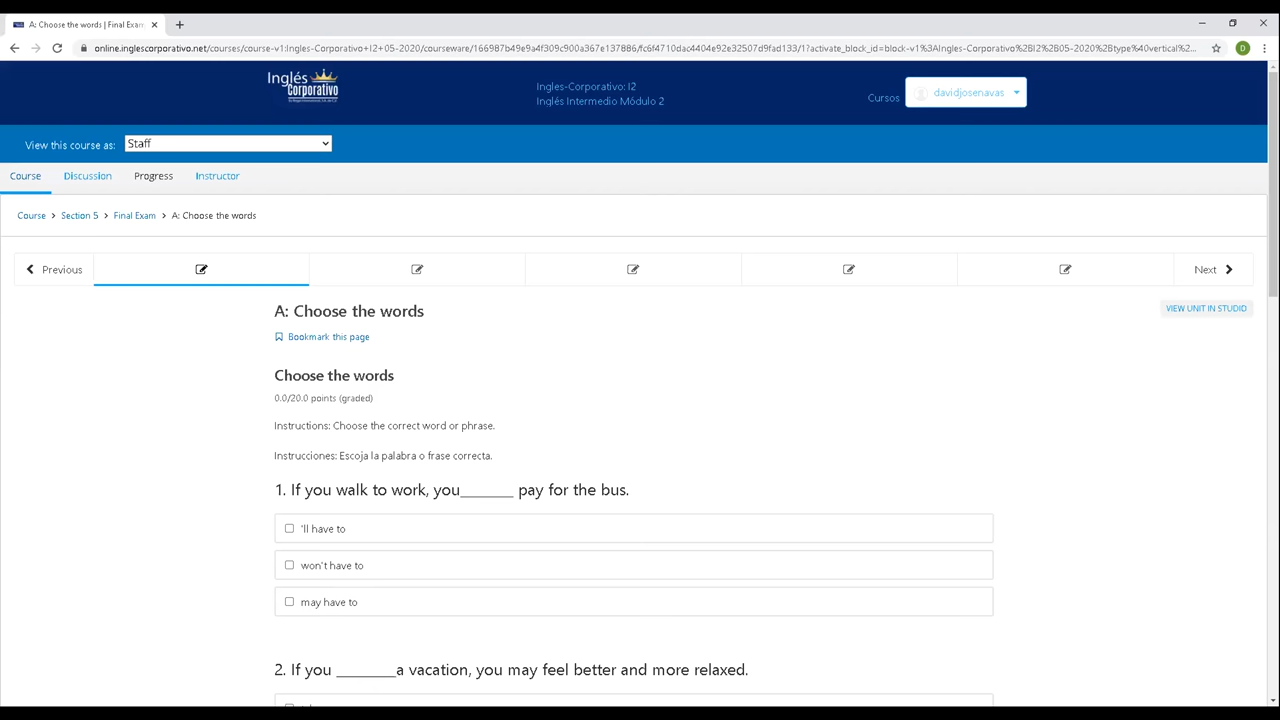 A: Choose the words | Final Exam
online.inglescorporativo.net/courses/course-v1:Ingles-Corporativo+I2+05-2020/courseware/166987b49e9a4f309c900a367e137886/fc6f4710dac4404e92e32507d9fad133/1?activate_block_id=block-v1%3AIngles-Corporativo%2BI2%2B05-2020%2Btype%40vertical%2...
D
Inglés
Corporativo
Ingles-Corporativo: I2
Inglés Intermedio Módulo 2
Cursos
davidjosenavas
View this course as:
Staff
Course
Discussion
Progress
Instructor
Course > Section 5 > Final Exam > A: Choose the words
Previous
Next
A: Choose the words
VIEW UNIT IN STUDIO
Bookmark this page
Choose the words
0.0/20.0 points (graded)
Instructions: Choose the correct word or phrase.
Instrucciones: Escoja la palabra o frase correcta.
1. If you walk to work, you_______ pay for the bus.
'll have to
won't have to
may have to
2. If you ________a vacation, you may feel better and more relaxed.